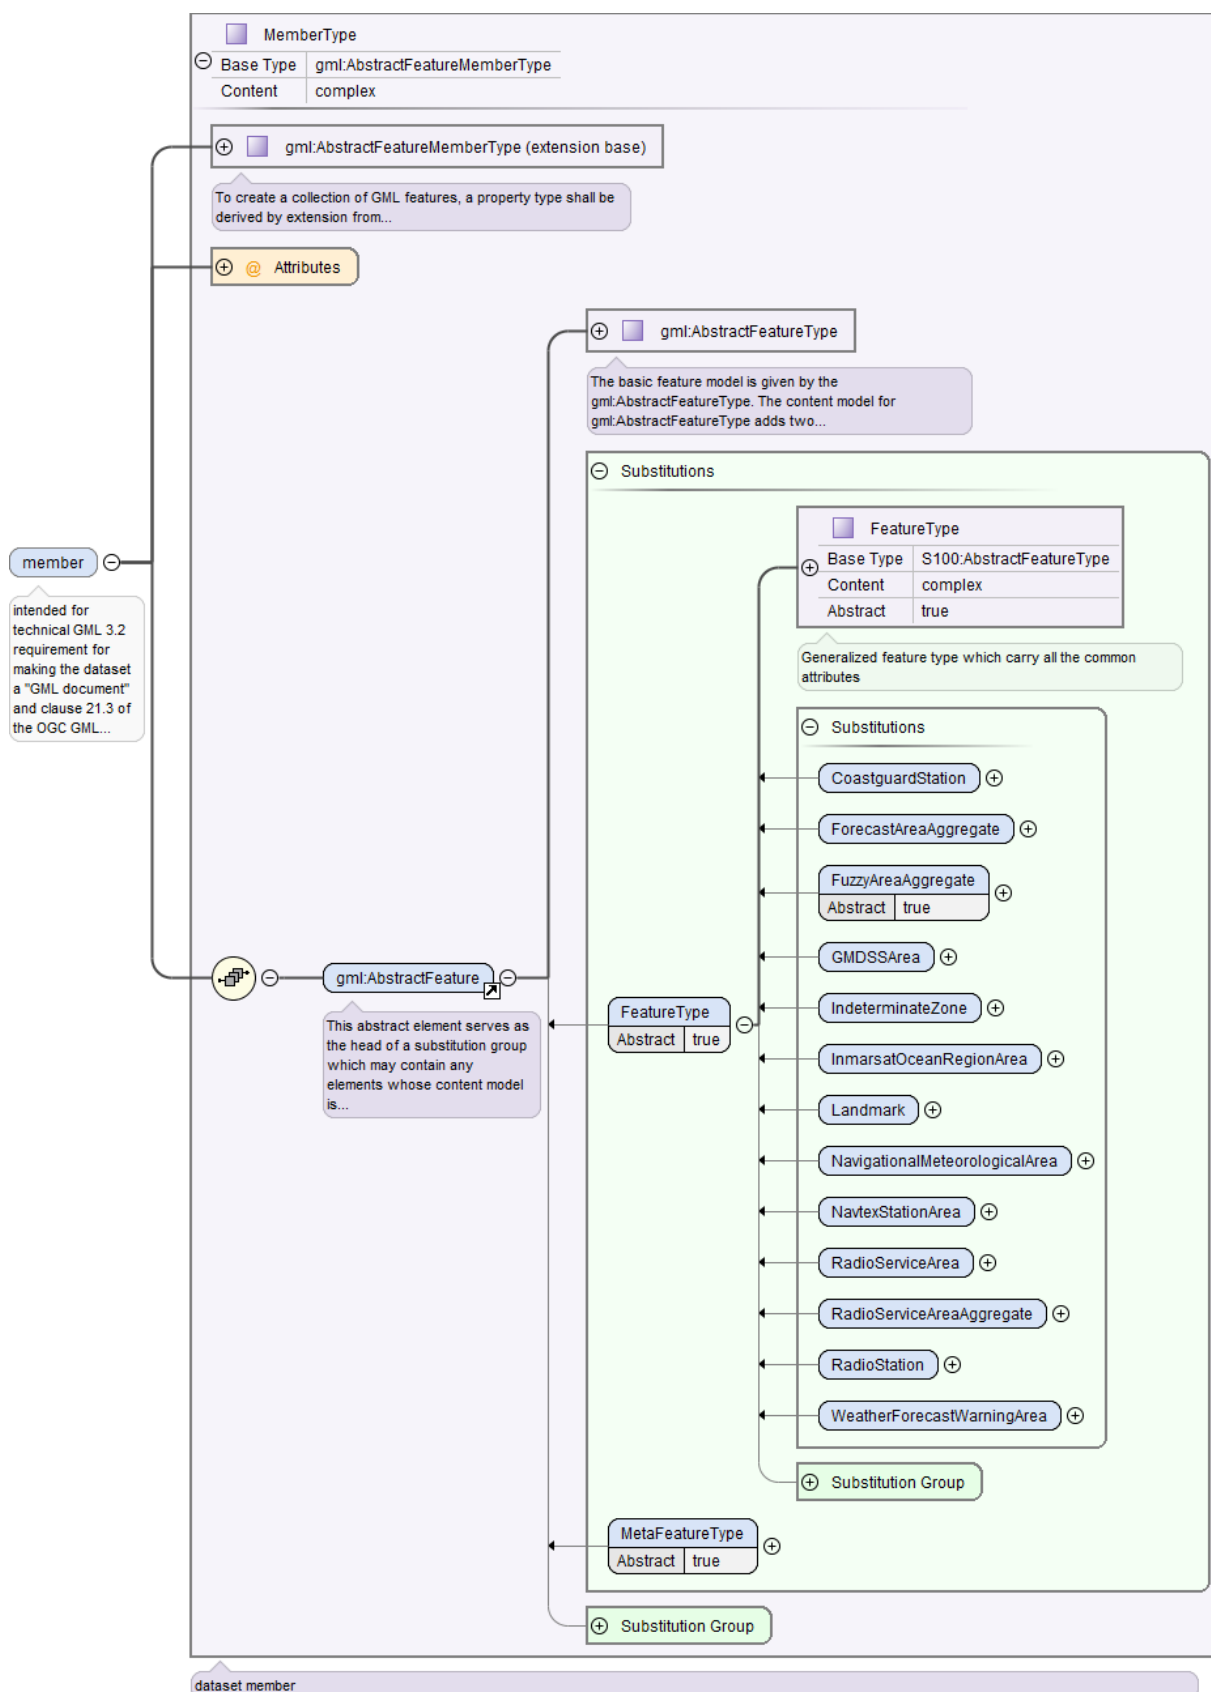 MemberType
Base Type gml:AbstractFeatureMemberType
Content complex
gml:AbstractFeatureMemberType (extension base)
To create a collection of GML features, a property type shall be
derived by extension from...
@ Attributes
gml:AbstractFeatureType
The basic feature model is given by the
gml:AbstractFeatureType. The content model for
gml:AbstractFeatureType adds two...
Substitutions
FeatureType
Base Type S100:AbstractFeatureType
Content complex
Abstract true
Generalized feature type which carry all the common
attributes
member
intended for
technical GML 3.2
requirement for
making the dataset
a "GML document"
and clause 21.3 of
the OGC GML...
Substitutions
CoastguardStation
ForecastAreaAggregate
FuzzyAreaAggregate
Abstract true
GMDSSArea
gml:AbstractFeature
This abstract element serves as
the head of a substitution group
which may contain any
elements whose content model
is...
FeatureType
Abstract true
IndeterminateZone
InmarsatOceanRegionArea
Landmark
NavigationalMeteorologicalArea
NavtexStationArea
RadioServiceArea
RadioServiceAreaAggregate
RadioStation
WeatherForecastWarningArea
Substitution Group
MetaFeatureType
Abstract true
Substitution Group
dataset member